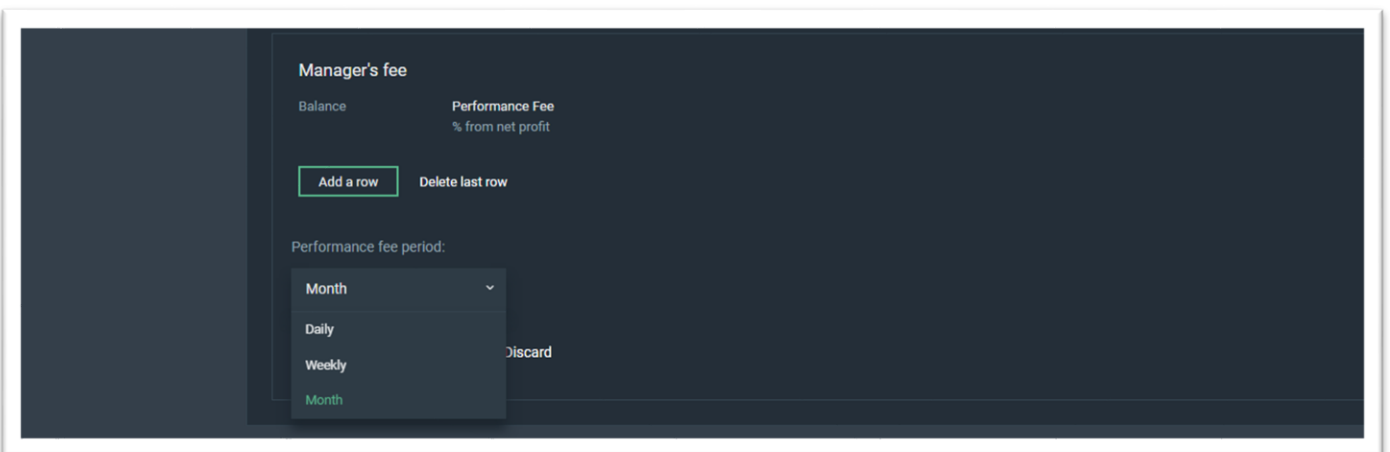 Manager's fee
Balance Performance Fee
% from net profit
Add a row Delete last row
Performance fee period:
Month
Daily
Weekly
Discard
Month